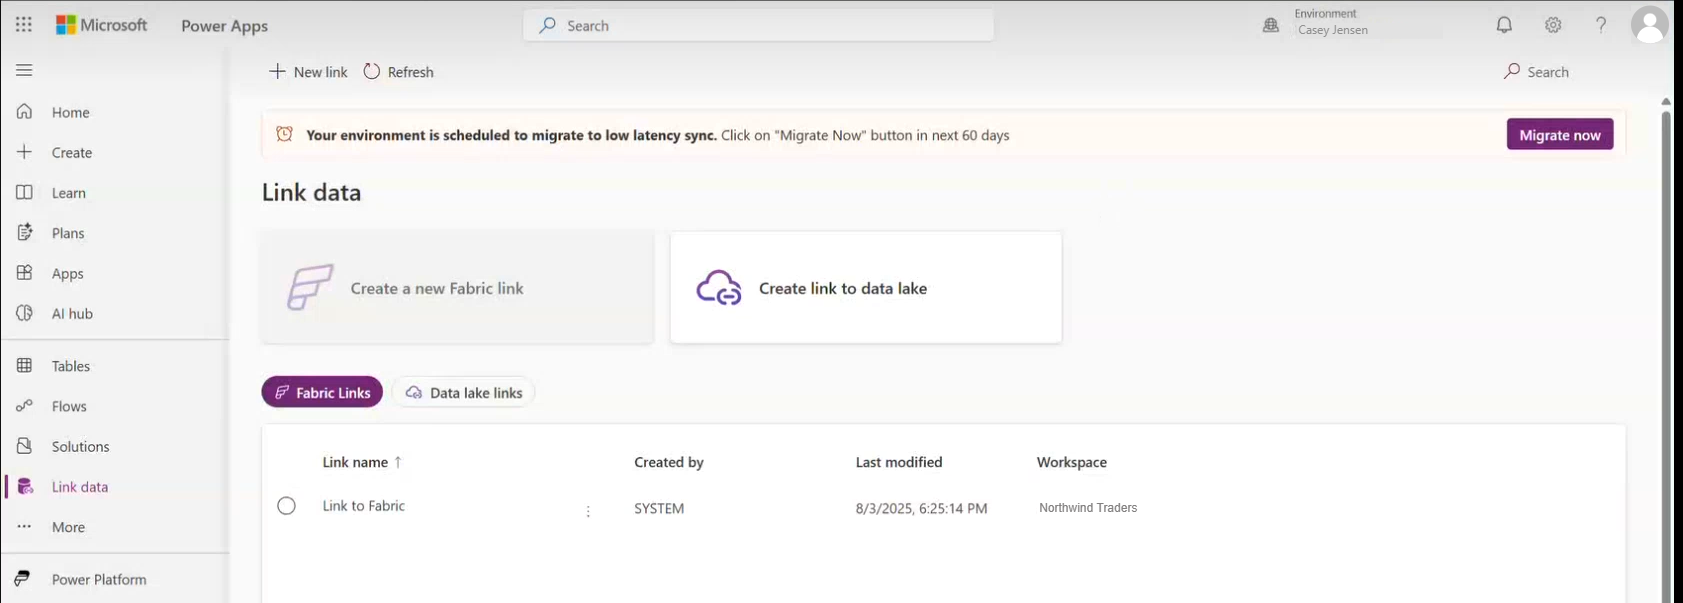 Microsoft Power Apps Search Environment
Casey Jensen
New link Refresh Search
Home
Create
Learn
Plans
Apps
AI hub
Tables
Flows
Solutions
Link data
More
Power Platform
Your environment is scheduled to migrate to low latency sync. Click on "Migrate Now" button in next 60 days Migrate now
Link data
Create a new Fabric link Create link to data lake
Fabric Links Data lake links
Link name ↑ Created by Last modified Workspace
Link to Fabric SYSTEM 8/3/2025, 6:25:14 PM Northwind Traders